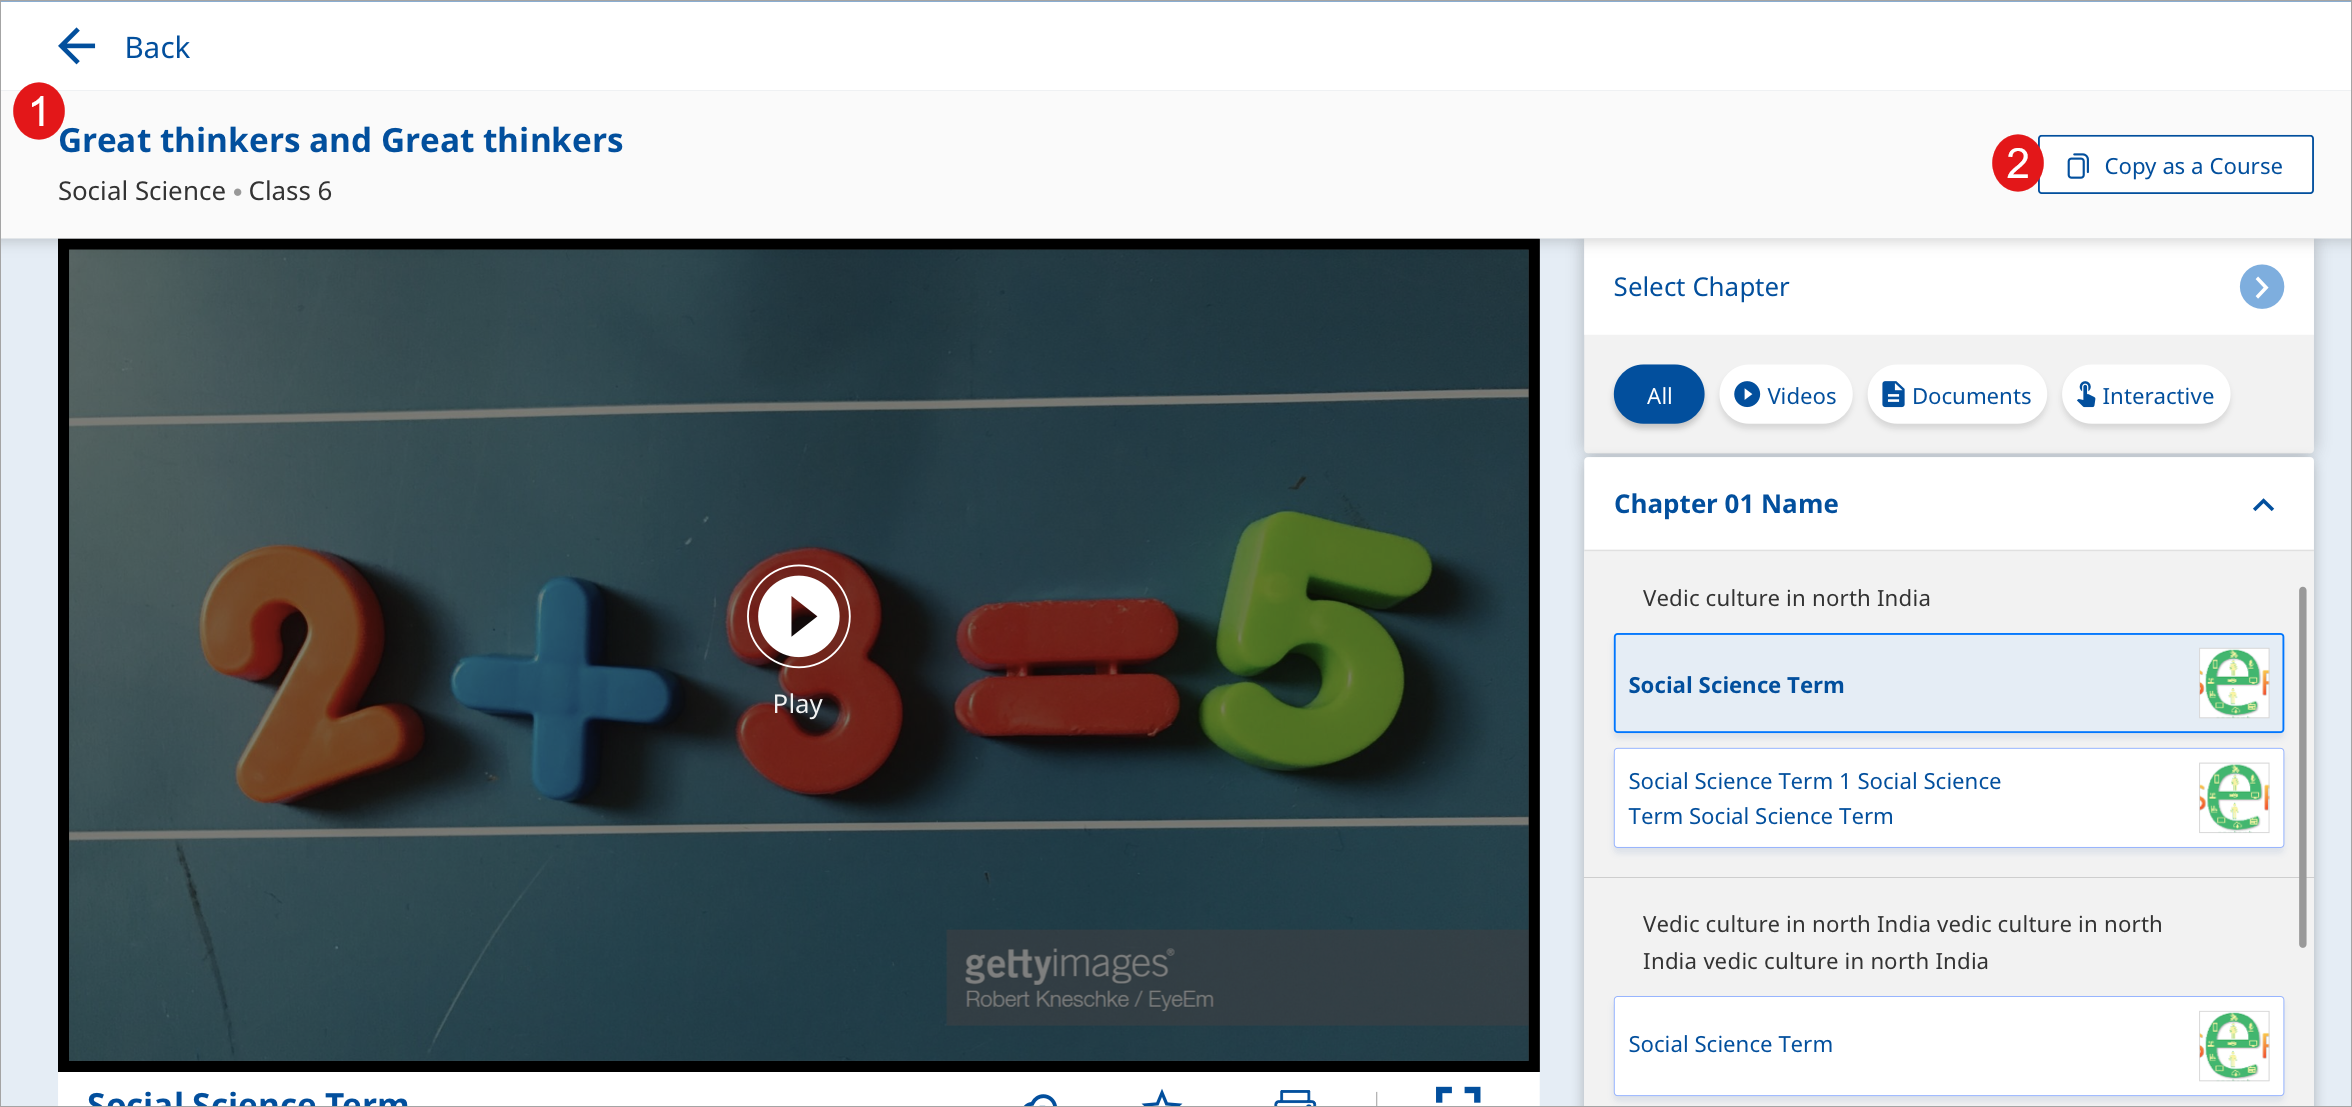 Back
1
Great thinkers and Great thinkers
Social Science • Class 6
2
Copy as a Course
2+3=5
Play
gettyimages®
Robert Kneschke / EyeEm
Social Science Term
Select Chapter
All
Videos
Documents
Interactive
Chapter 01 Name
Vedic culture in north India
Social Science Term
Social Science Term 1 Social Science
Term Social Science Term
Vedic culture in north India vedic culture in north
India vedic culture in north India
Social Science Term